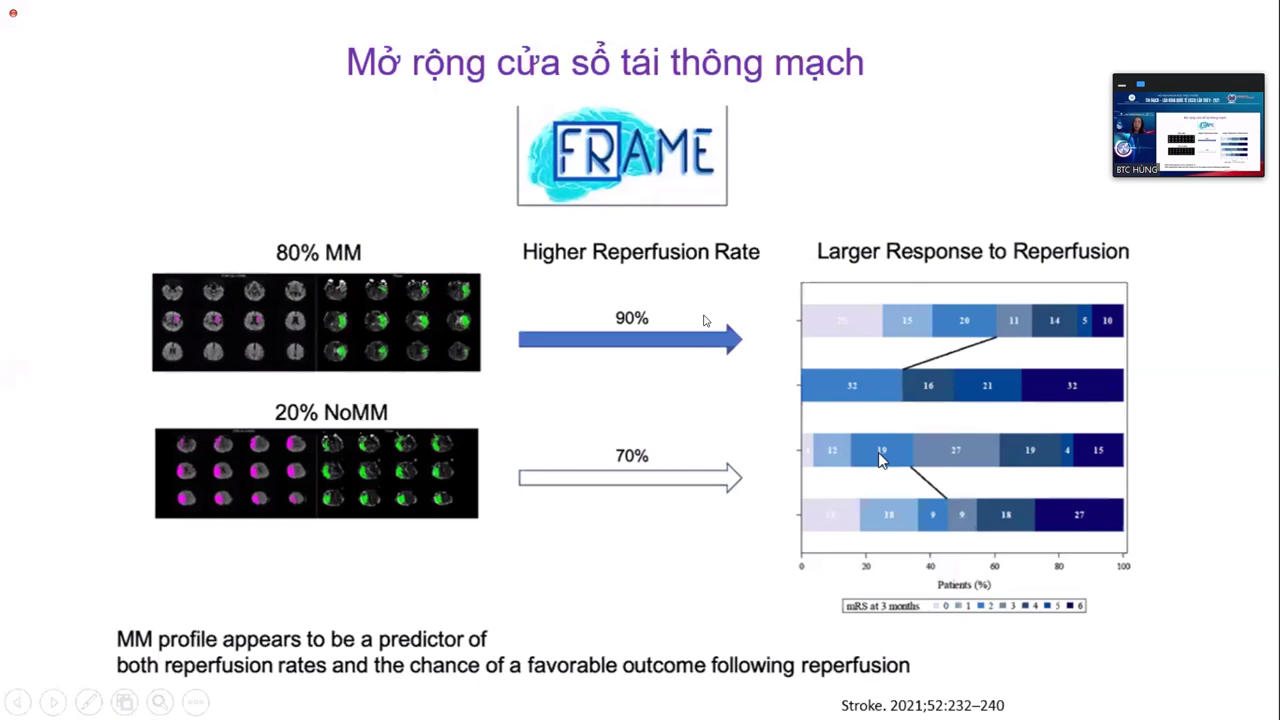 Mở rộng cửa sổ tái thông mạch
FRAME
BTC HÙNG
80% MM
Higher Reperfusion Rate
Larger Response to Reperfusion
90%
15 20 11 14 5 10
32 16 21 32
20% NoMM
70%
12 19 27 19 4 15
18 9 9 18 27
0 20 40 60 80 100
Patients (%)
mRS at 3 months 0 1 2 3 4 5 6
MM profile appears to be a predictor of
both reperfusion rates and the chance of a favorable outcome following reperfusion
Stroke. 2021;52:232–240